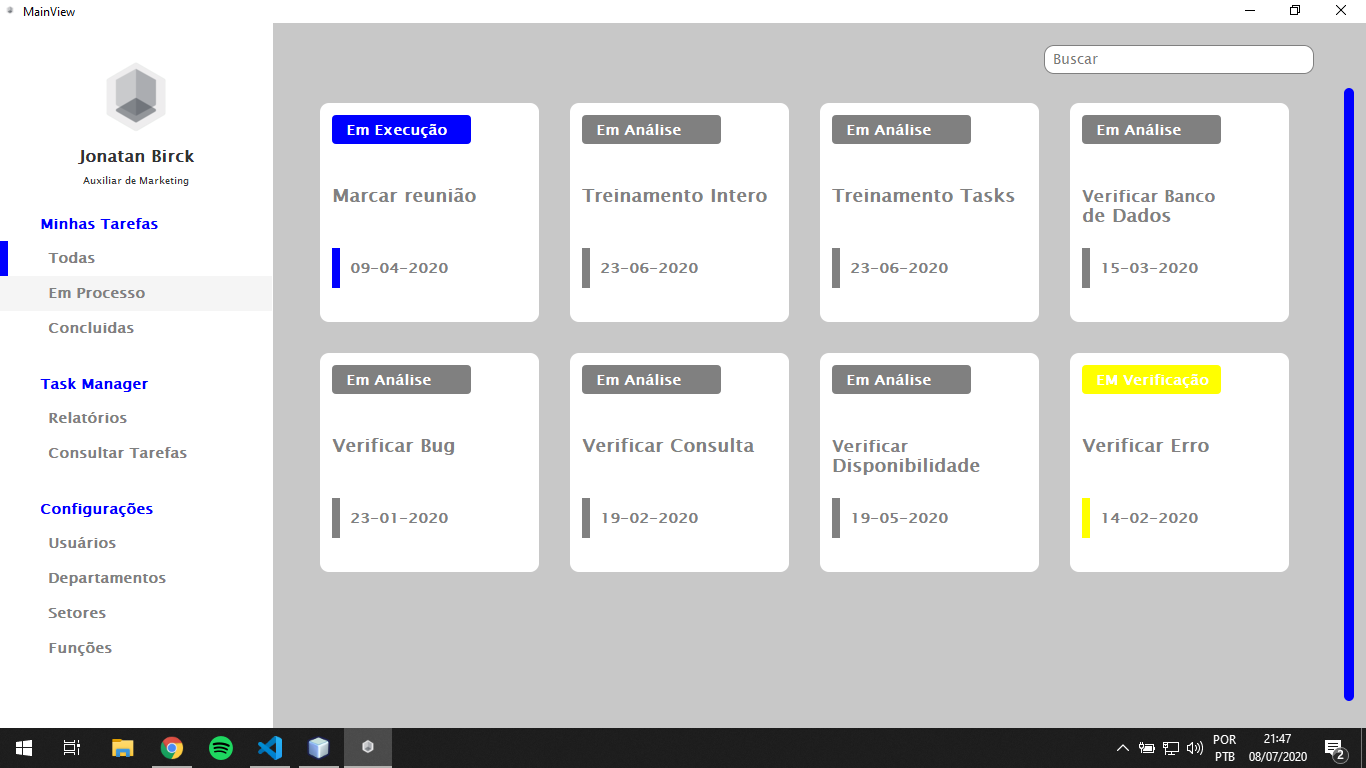 MainView
Jonatan Birck
Auxiliar de Marketing
Minhas Tarefas
Todas
Em Processo
Concluidas
Task Manager
Relatórios
Consultar Tarefas
Configurações
Usuários
Departamentos
Setores
Funções
Buscar
Em Execução
Marcar reunião
09-04-2020
Em Análise
Treinamento Intero
23-06-2020
Em Análise
Treinamento Tasks
23-06-2020
Em Análise
Verificar Banco
de Dados
15-03-2020
Em Análise
Verificar Bug
23-01-2020
Em Análise
Verificar Consulta
19-02-2020
Em Análise
Verificar
Disponibilidade
19-05-2020
EM Verificação
Verificar Erro
14-02-2020
POR
PTB
21:47
08/07/2020
2